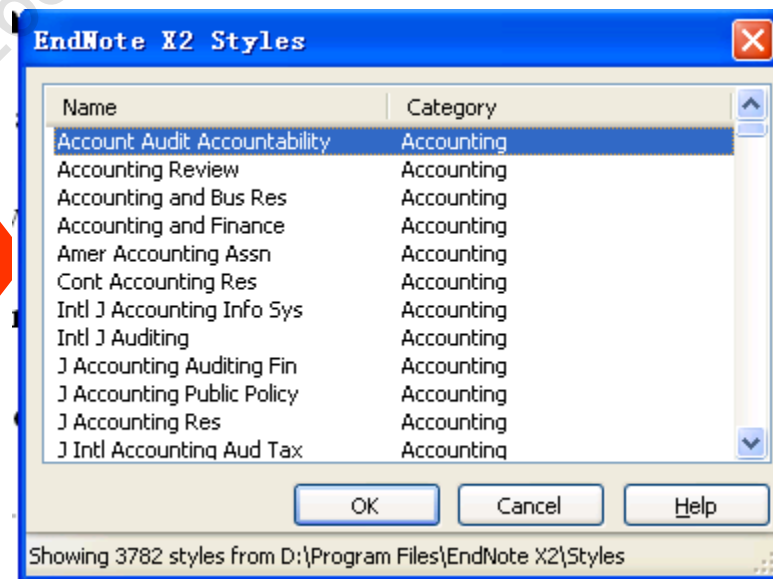 EndNote X2 Styles
Name Category
Account Audit Accountability Accounting
Accounting Review Accounting
Accounting and Bus Res Accounting
Accounting and Finance Accounting
Amer Accounting Assn Accounting
Cont Accounting Res Accounting
Intl J Accounting Info Sys Accounting
Intl J Auditing Accounting
J Accounting Auditing Fin Accounting
J Accounting Public Policy Accounting
J Accounting Res Accounting
J Intl Accounting Aud Tax Accounting
OK Cancel Help
Showing 3782 styles from D:\Program Files\EndNote X2\Styles